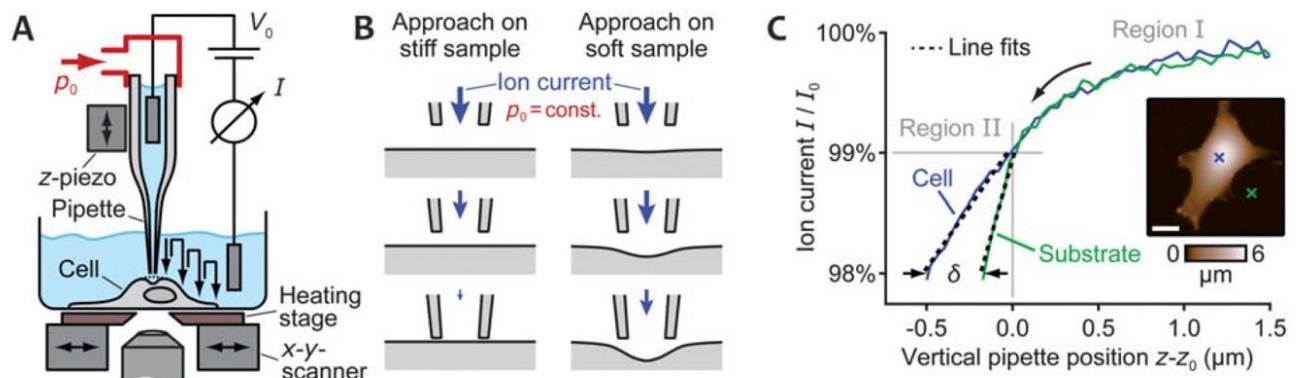 A
V0
p0
I
z-piezo
Pipette
Cell
Heating
stage
x-y-
scanner
B
Approach on
stiff sample
Approach on
soft sample
Ion current
p0 = const.
C
100%
99%
98%
Ion current I / I0
Line fits
Region I
Region II
Cell
Substrate
δ
0 6
μm
-0.5 0.0 0.5 1.0 1.5
Vertical pipette position z-z0 (μm)